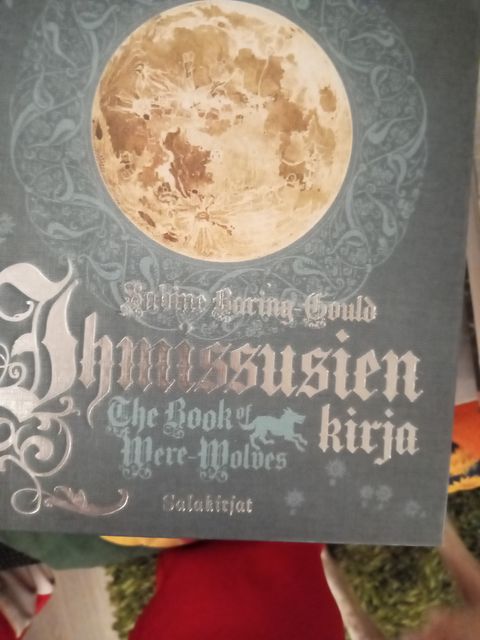 Sabine Baring-Gould
Ihmissusien
kirja
The Book of
Were-Wolves
Salakirjat